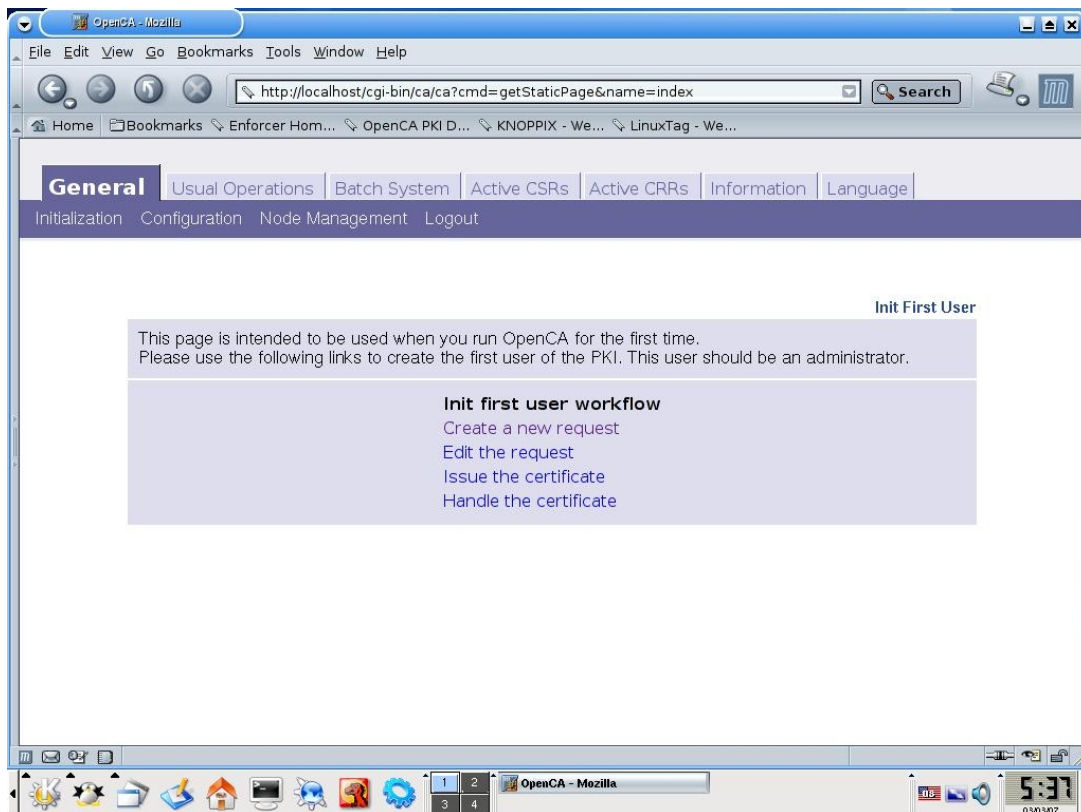 OpenCA - Mozilla
File Edit View Go Bookmarks Tools Window Help
http://localhost/cgi-bin/ca/ca?cmd=getStaticPage&name=index Search
Home Bookmarks Enforcer Hom... OpenCA PKI D... KNOPPIX - We... LinuxTag - We...
General Usual Operations Batch System Active CSRs Active CRRs Information Language
Initialization Configuration Node Management Logout
Init First User
This page is intended to be used when you run OpenCA for the first time.
Please use the following links to create the first user of the PKI. This user should be an administrator.
Init first user workflow
Create a new request
Edit the request
Issue the certificate
Handle the certificate
1 2 OpenCA - Mozilla
3 4
5:37
03/03/07